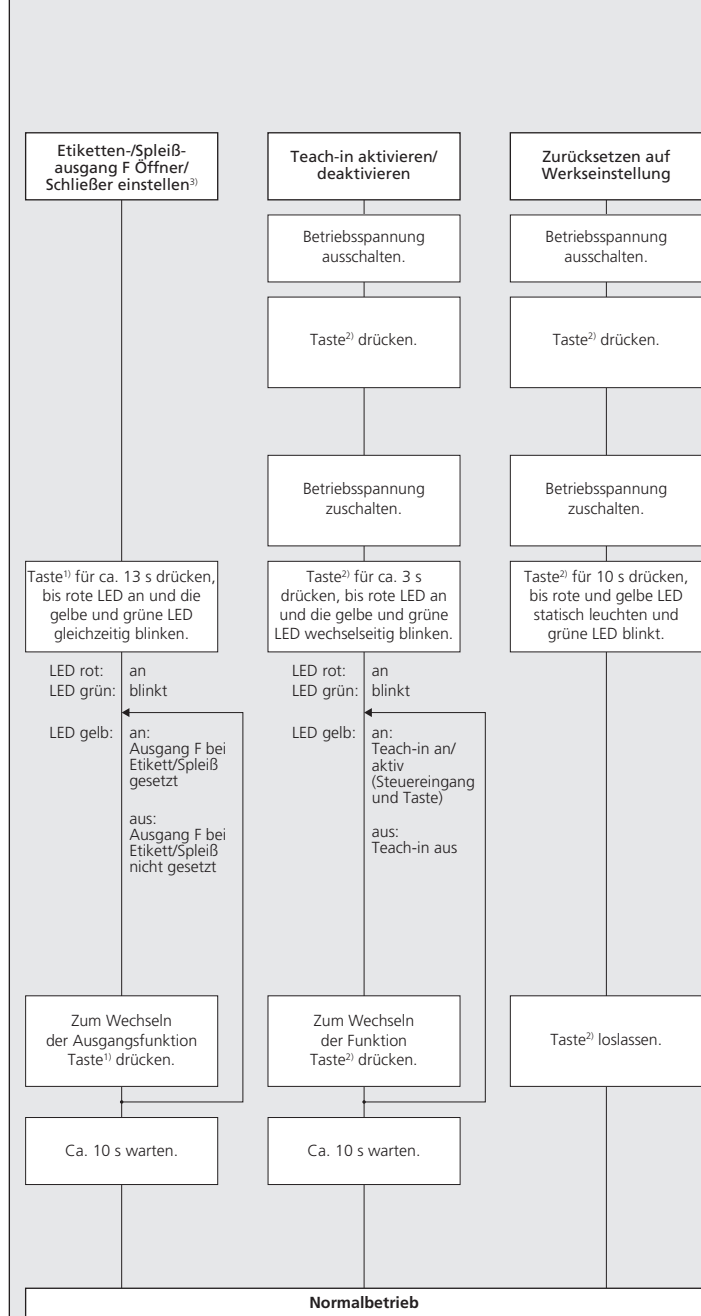 Etiketten-/Spleiß-
ausgang F Öffner/
Schließer einstellen³⁾
Taste¹⁾ für ca. 13 s drücken,
bis rote LED an und die
gelbe und grüne LED
gleichzeitig blinken.
LED rot: an
LED grün: blinkt
LED gelb: an:
Ausgang F bei
Etikett/Spleiß
gesetzt
aus:
Ausgang F bei
Etikett/Spleiß
nicht gesetzt
Zum Wechseln
der Ausgangsfunktion
Taste¹⁾ drücken.
Ca. 10 s warten.
Teach-in aktivieren/
deaktivieren
Betriebsspannung
ausschalten.
Taste²⁾ drücken.
Betriebsspannung
zuschalten.
Taste²⁾ für ca. 3 s
drücken, bis rote LED an
und die gelbe und grüne
LED wechselseitig blinken.
LED rot: an
LED grün: blinkt
LED gelb: an:
Teach-in an/
aktiv
(Steuereingang
und Taste)
aus:
Teach-in aus
Zum Wechseln
der Funktion
Taste²⁾ drücken.
Ca. 10 s warten.
Zurücksetzen auf
Werkseinstellung
Betriebsspannung
ausschalten.
Taste²⁾ drücken.
Betriebsspannung
zuschalten.
Taste²⁾ für 10 s drücken,
bis rote und gelbe LED
statisch leuchten und
grüne LED blinkt.
Taste²⁾ loslassen.
Normalbetrieb